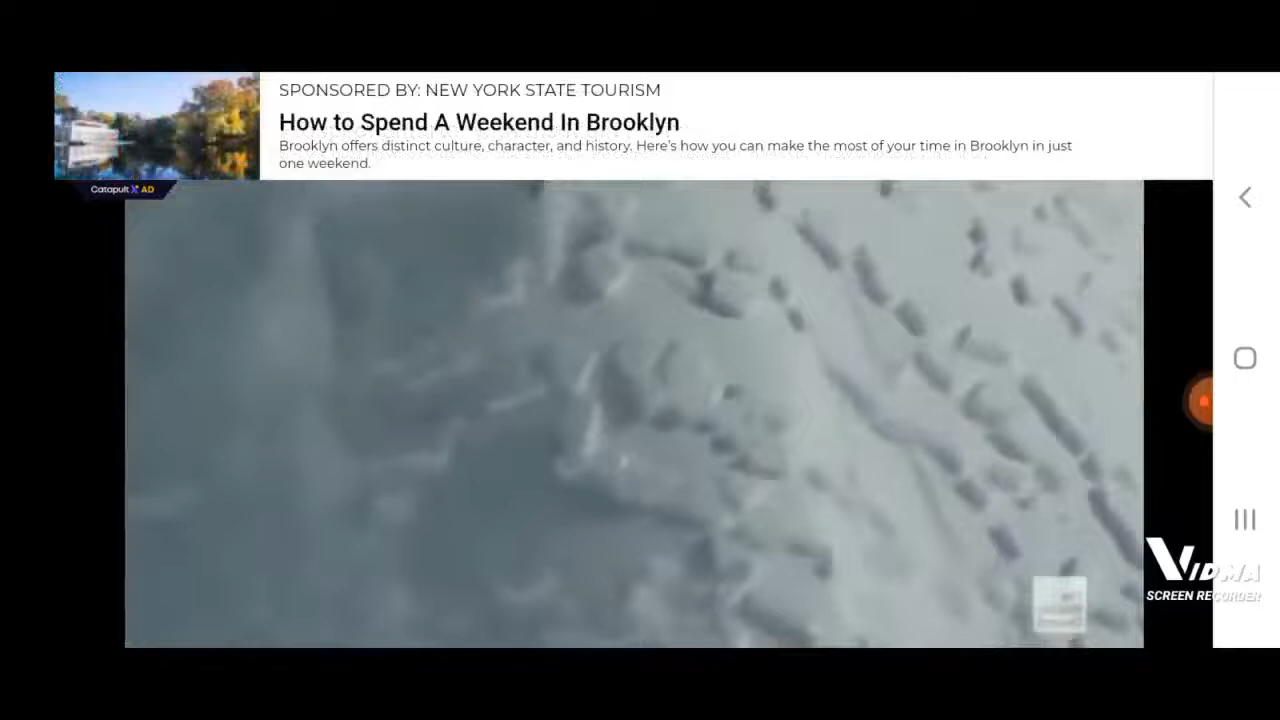 SPONSORED BY: NEW YORK STATE TOURISM
How to Spend A Weekend In Brooklyn
Brooklyn offers distinct culture, character, and history. Here's how you can make the most of your time in Brooklyn in just
one weekend.
Catapult X AD
VIDMA
SCREEN RECORDER